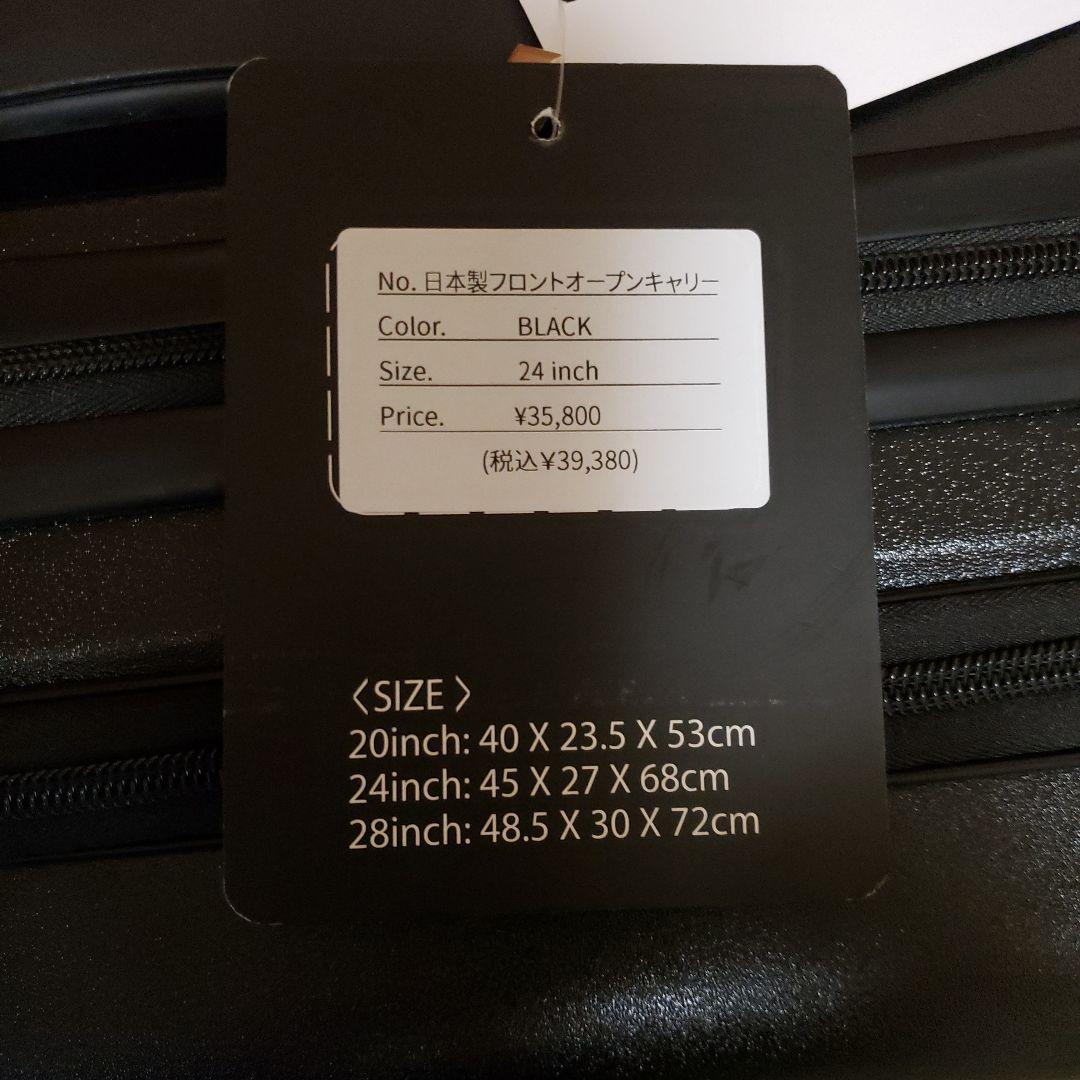 No. 日本製フロントオープンキャリー
Color. BLACK
Size. 24 inch
Price. ¥35,800
(税込¥39,380)
〈SIZE 〉
20inch: 40 X 23.5 X 53cm
24inch: 45 X 27 X 68cm
28inch: 48.5 X 30 X 72cm